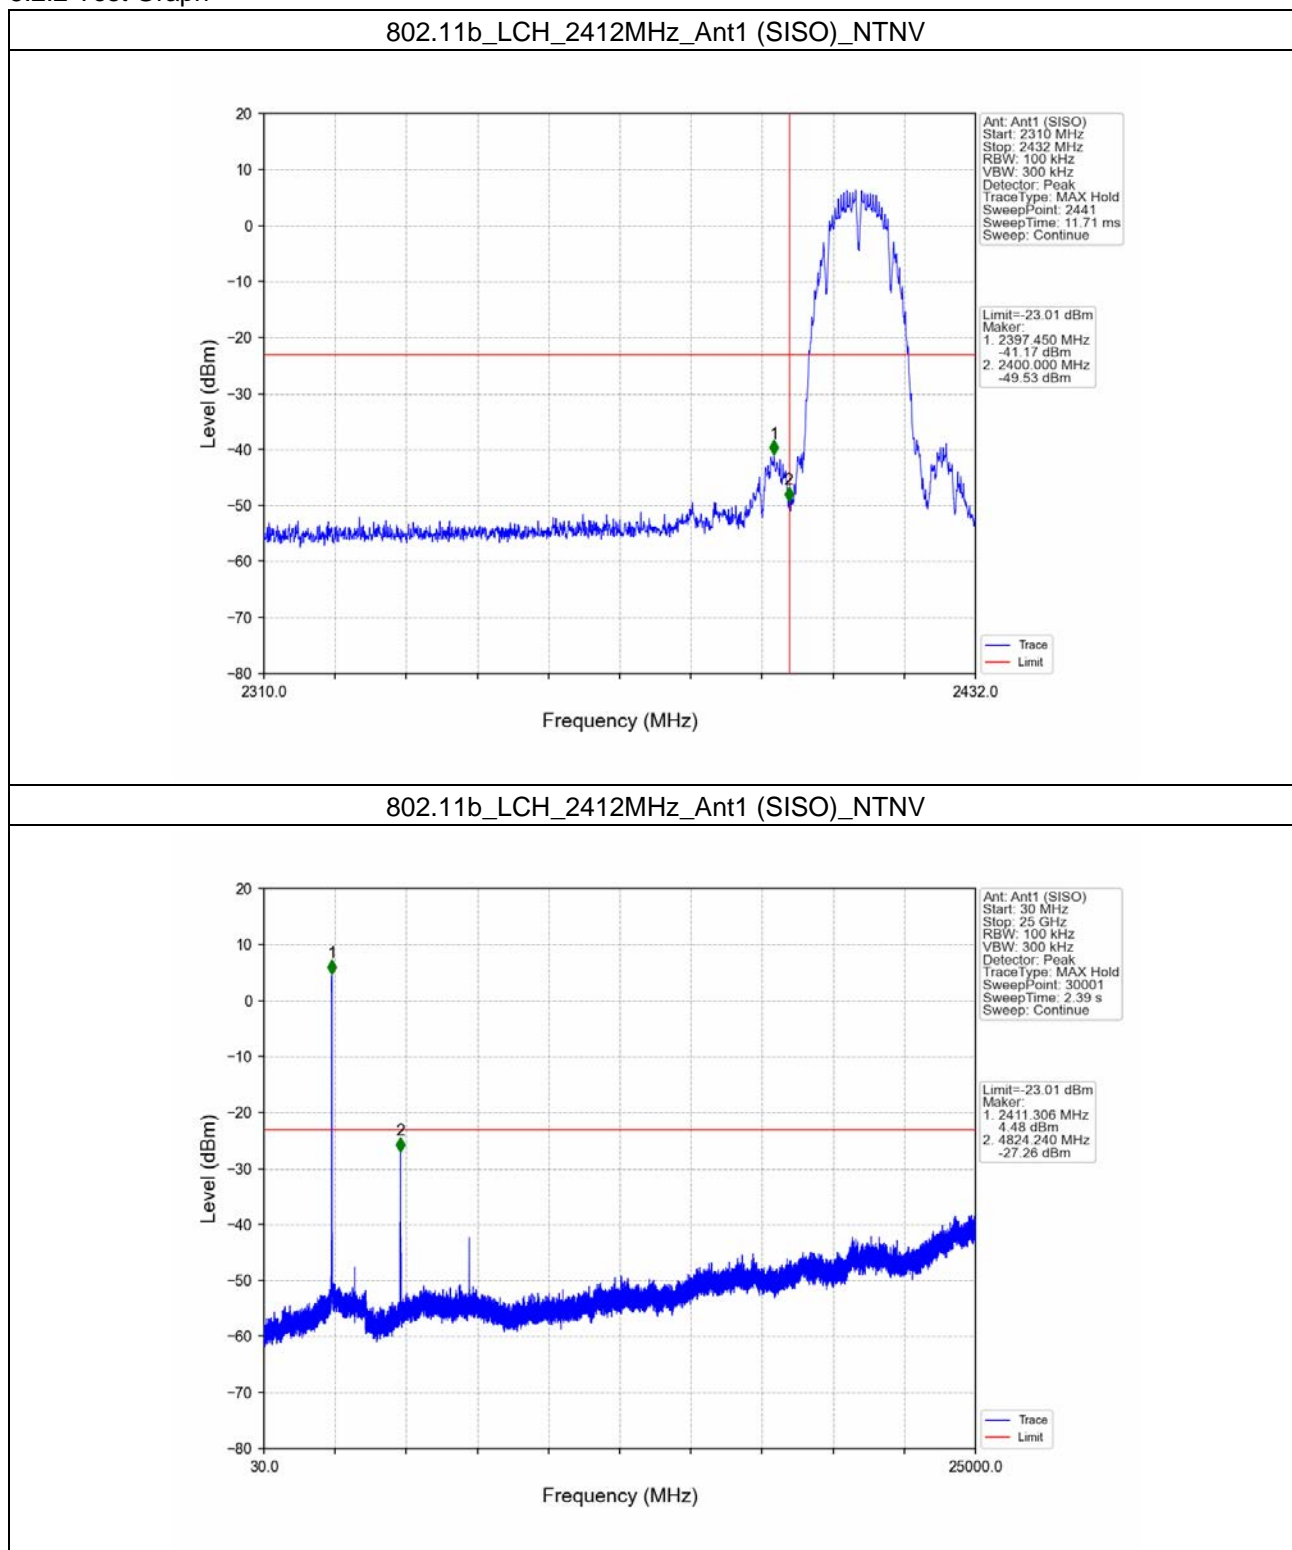 802.11b_LCH_2412MHz_Ant1 (SISO)_NTNV
20
10
0
−10
−20
−30
−40
−50
−60
−70
−80
Level (dBm)
1
2
2310.0
2432.0
Frequency (MHz)
Ant: Ant1 (SISO)
Start: 2310 MHz
Stop: 2432 MHz
RBW: 100 kHz
VBW: 300 kHz
Detector: Peak
TraceType: MAX Hold
SweepPoint: 2441
SweepTime: 11.71 ms
Sweep: Continue
Limit=-23.01 dBm
Maker:
1. 2397.450 MHz
-41.17 dBm
2. 2400.000 MHz
-49.53 dBm
Trace
Limit
802.11b_LCH_2412MHz_Ant1 (SISO)_NTNV
20
10
0
−10
−20
−30
−40
−50
−60
−70
−80
Level (dBm)
1
2
30.0
25000.0
Frequency (MHz)
Ant: Ant1 (SISO)
Start: 30 MHz
Stop: 25 GHz
RBW: 100 kHz
VBW: 300 kHz
Detector: Peak
TraceType: MAX Hold
SweepPoint: 30001
SweepTime: 2.39 s
Sweep: Continue
Limit=-23.01 dBm
Maker:
1. 2411.306 MHz
4.48 dBm
2. 4824.240 MHz
-27.26 dBm
Trace
Limit